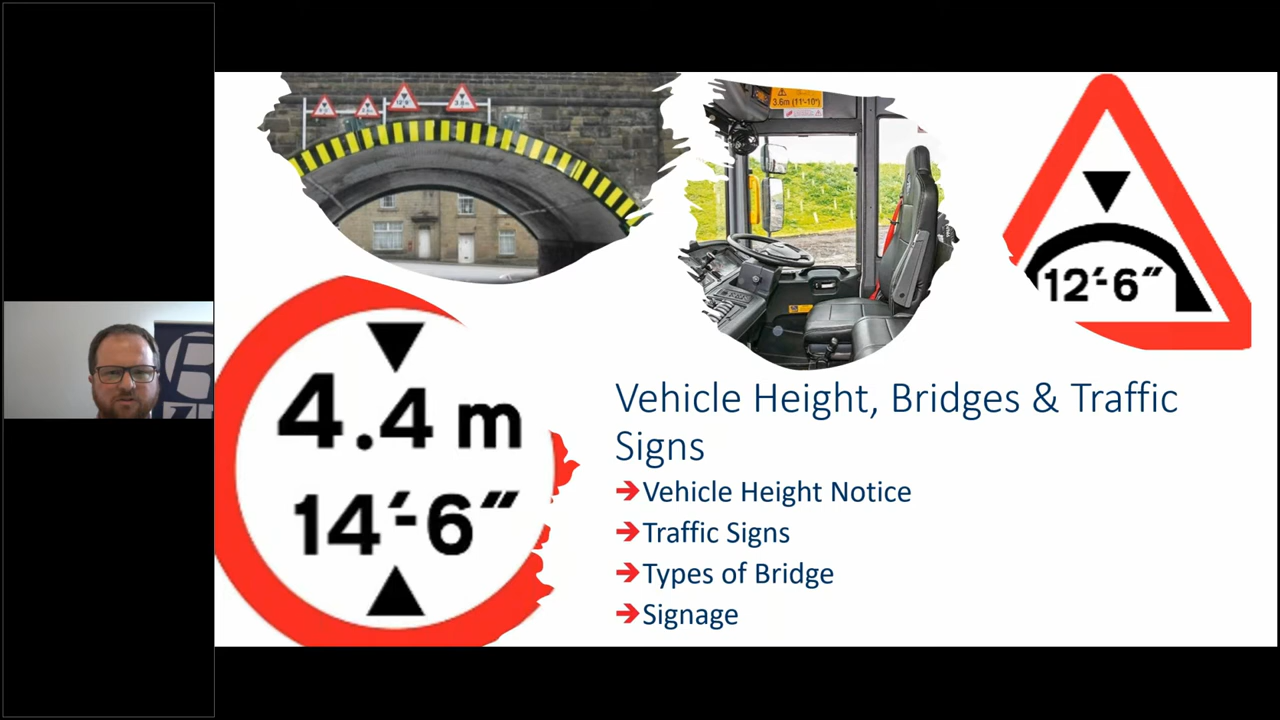 3.6m (11'-10")
12'-6"
4.4 m
14'-6"
Vehicle Height, Bridges & Traffic
Signs
➔Vehicle Height Notice
➔Traffic Signs
➔Types of Bridge
➔Signage